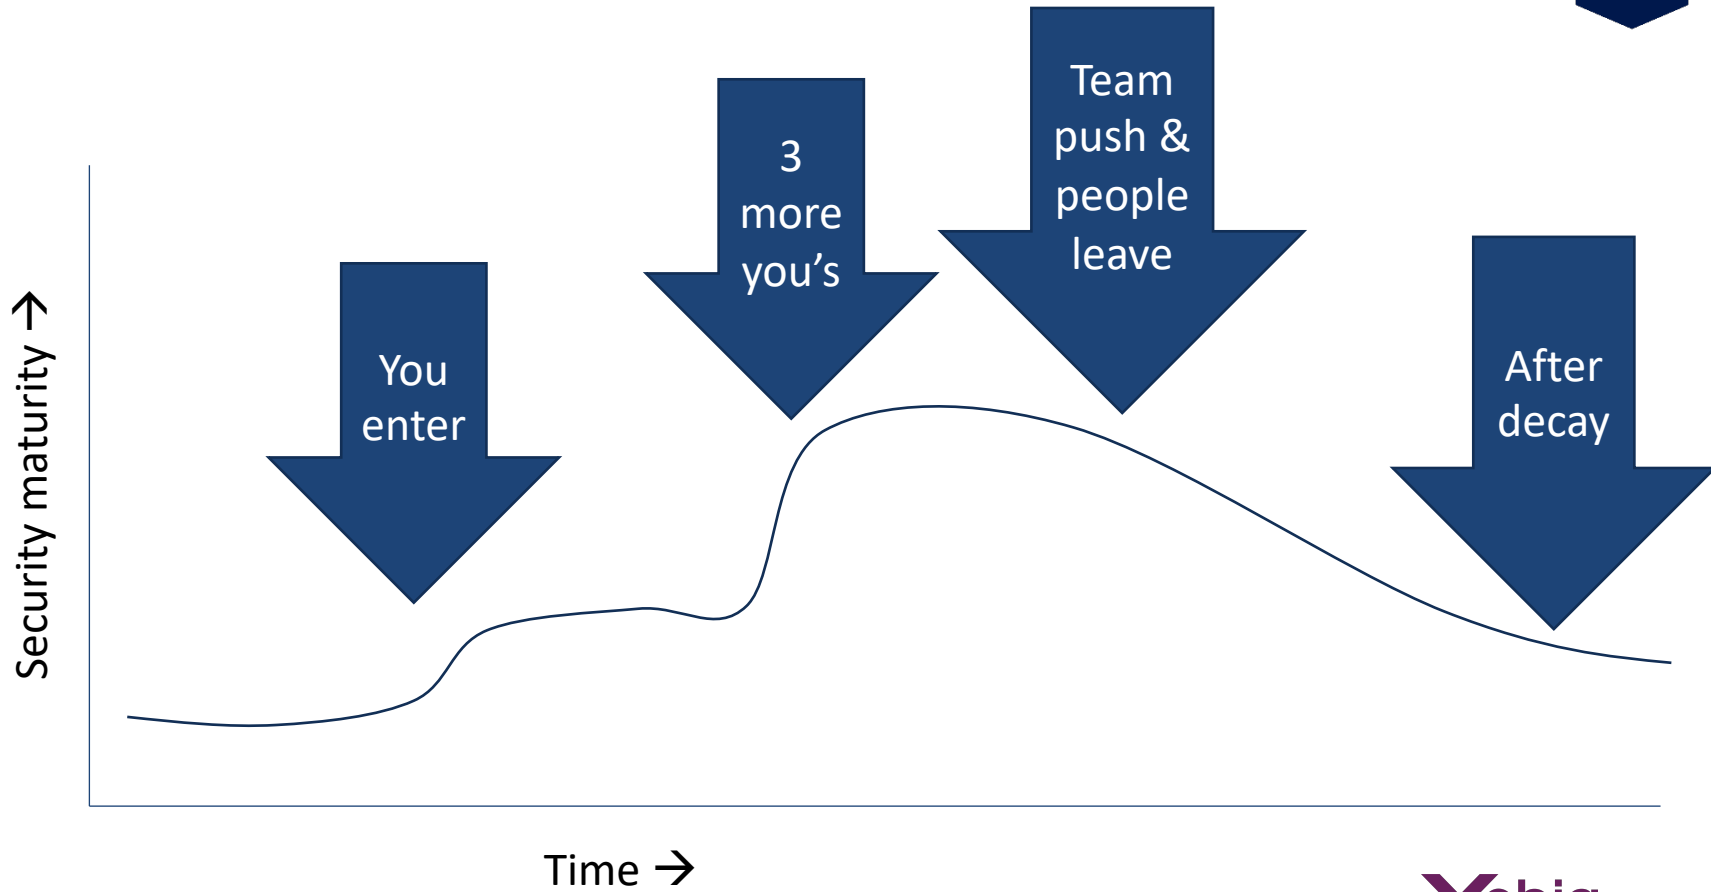 Team
push &
people
leave
3
more
you's
You
enter
After
decay
Security maturity →
Time →